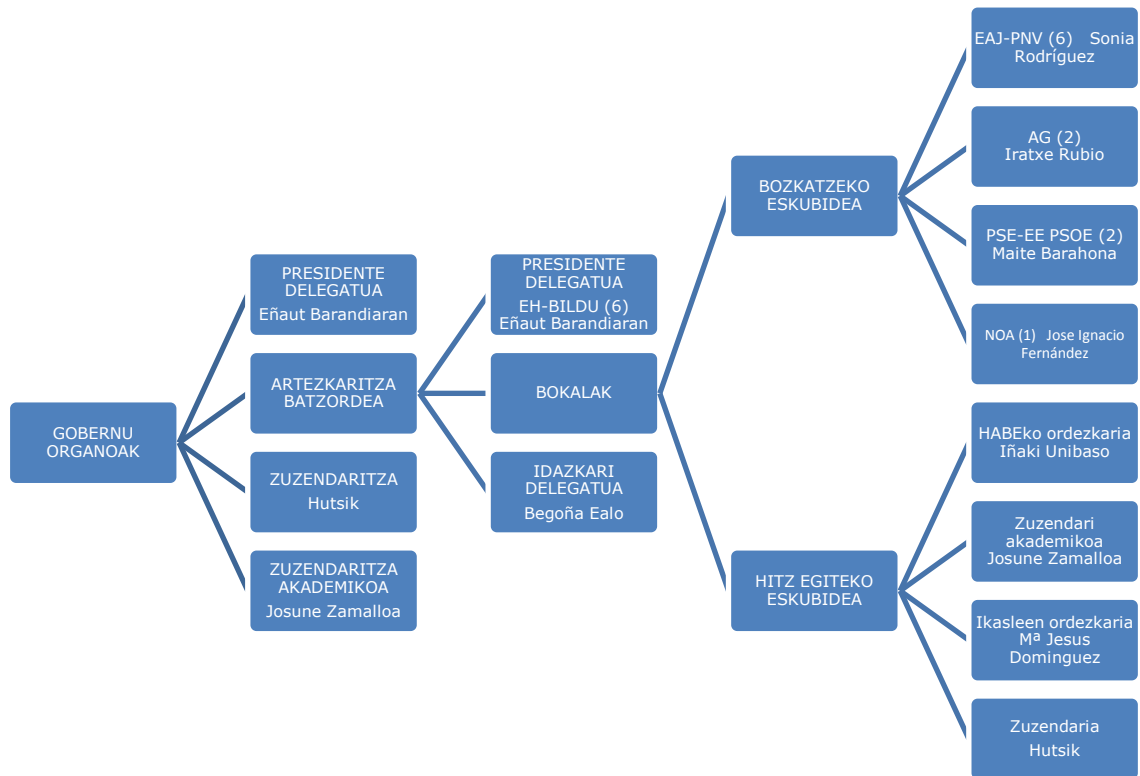 GOBERNU
ORGANOAK
PRESIDENTE
DELEGATUA
Eñaut Barandiaran
ARTEZKARITZA
BATZORDEA
ZUZENDARITZA
Hutsik
ZUZENDARITZA
AKADEMIKOA
Josune Zamalloa
PRESIDENTE
DELEGATUA
EH-BILDU (6)
Eñaut Barandiaran
BOKALAK
IDAZKARI
DELEGATUA
Begoña Ealo
BOZKATZEKO
ESKUBIDEA
HITZ EGITEKO
ESKUBIDEA
EAJ-PNV (6) Sonia
Rodríguez
AG (2)
Iratxe Rubio
PSE-EE PSOE (2)
Maite Barahona
NOA (1) Jose Ignacio
Fernández
HABEko ordezkaria
Iñaki Unibaso
Zuzendari
akademikoa
Josune Zamalloa
Ikasleen ordezkaria
Mª Jesus
Dominguez
Zuzendaria
Hutsik